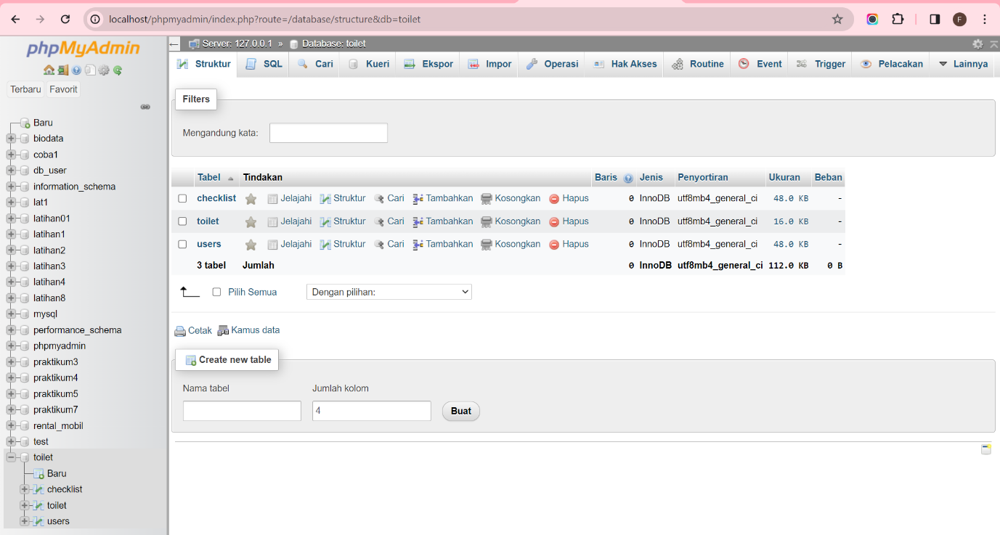 localhost/phpmyadmin/index.php?route=/database/structure&db=toilet
F
phpMyAdmin
Terbaru Favorit
Baru
biodata
coba1
db_user
information_schema
lat1
latihan01
latihan1
latihan2
latihan3
latihan4
latihan8
mysql
performance_schema
phpmyadmin
praktikum3
praktikum4
praktikum5
praktikum7
rental_mobil
test
toilet
Baru
checklist
toilet
users
Server: 127.0.0.1 » Database: toilet
Struktur SQL Cari Kueri Ekspor Impor Operasi Hak Akses Routine Event Trigger Pelacakan Lainnya
Filters
Mengandung kata:
Tabel Tindakan Baris Jenis Penyortiran Ukuran Beban
checklist Jelajahi Struktur Cari Tambahkan Kosongkan Hapus 0 InnoDB utf8mb4_general_ci 48.0 KB -
toilet Jelajahi Struktur Cari Tambahkan Kosongkan Hapus 0 InnoDB utf8mb4_general_ci 16.0 KB -
users Jelajahi Struktur Cari Tambahkan Kosongkan Hapus 0 InnoDB utf8mb4_general_ci 48.0 KB -
3 tabel Jumlah 0 InnoDB utf8mb4_general_ci 112.0 KB 0 B
Pilih Semua Dengan pilihan:
Cetak Kamus data
Create new table
Nama tabel Jumlah kolom
4 Buat